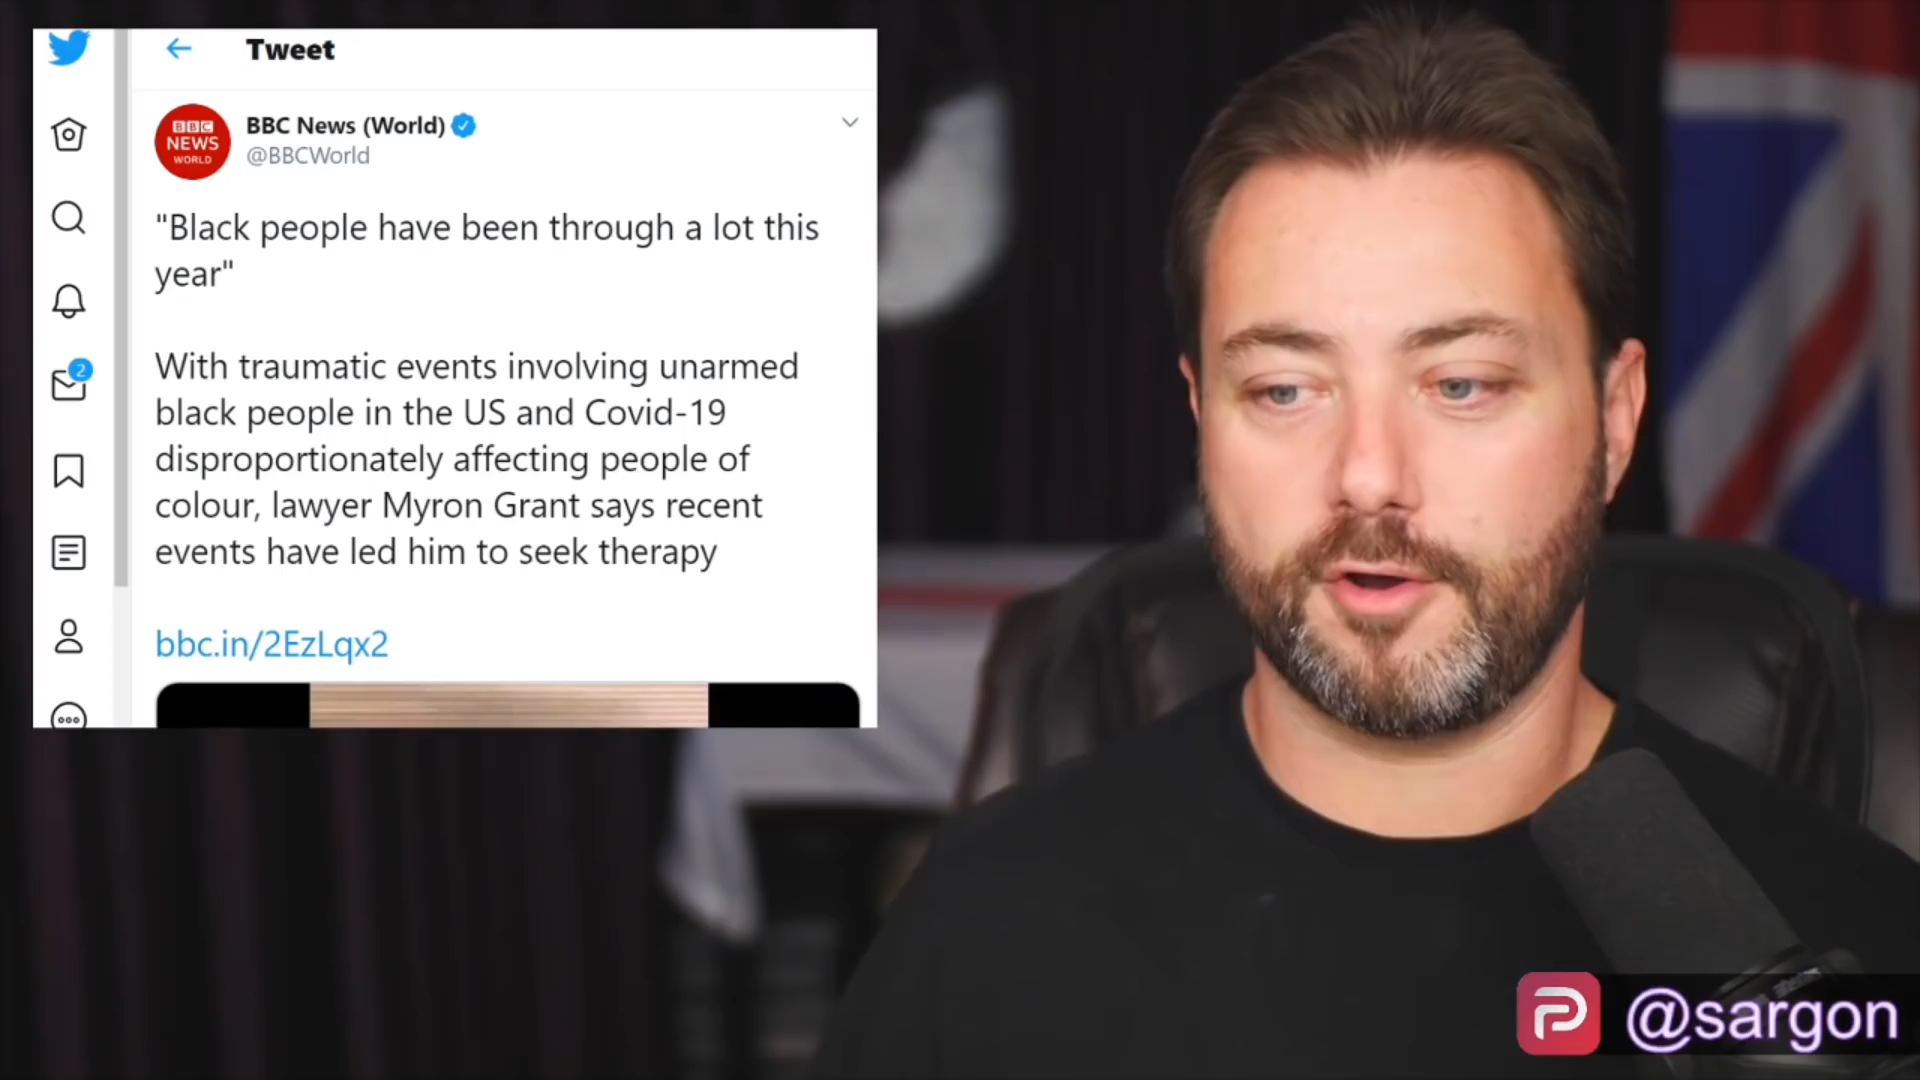 Tweet
BBC
NEWS
WORLD
BBC News (World)
@BBCWorld
"Black people have been through a lot this
year"
2
With traumatic events involving unarmed
black people in the US and Covid-19
disproportionately affecting people of
colour, lawyer Myron Grant says recent
events have led him to seek therapy
bbc.in/2EzLqx2
@sargon